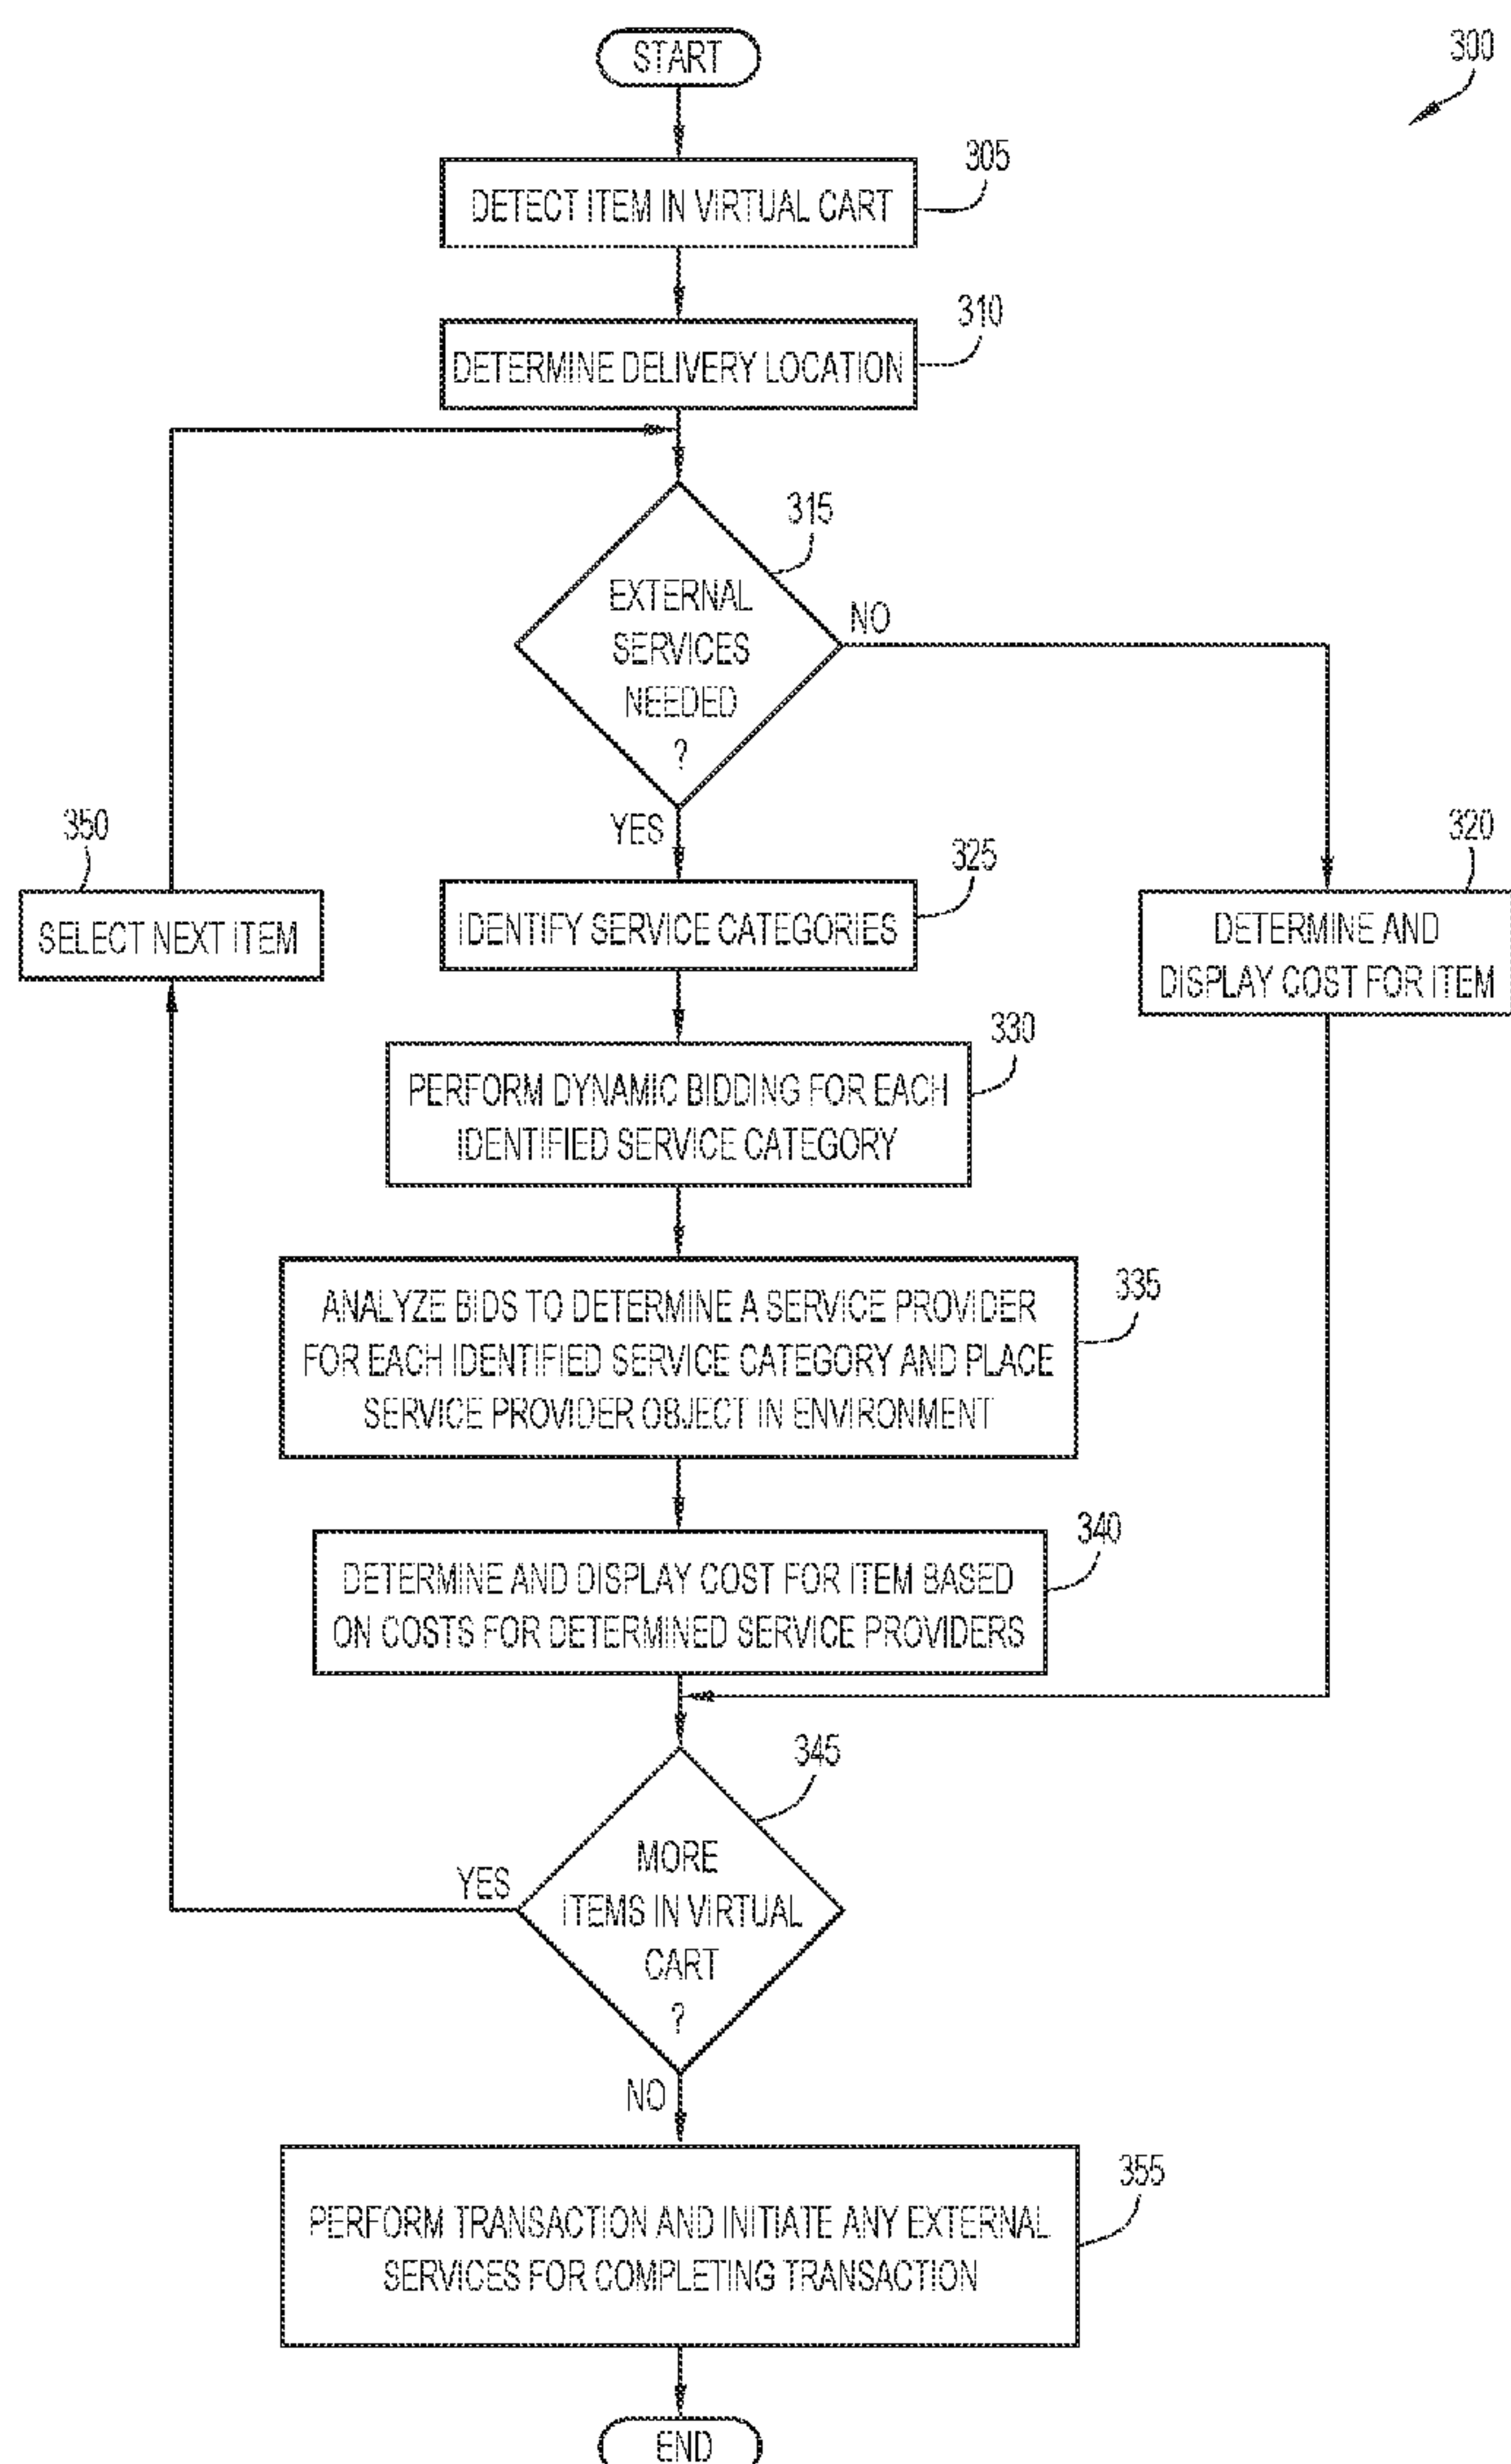 START
300
305
DETECT ITEM IN VIRTUAL CART
310
DETERMINE DELIVERY LOCATION
315
EXTERNAL
SERVICES
NEEDED
?
NO
YES
350
SELECT NEXT ITEM
325
IDENTIFY SERVICE CATEGORIES
320
DETERMINE AND
DISPLAY COST FOR ITEM
330
PERFORM DYNAMIC BIDDING FOR EACH
IDENTIFIED SERVICE CATEGORY
335
ANALYZE BIDS TO DETERMINE A SERVICE PROVIDER
FOR EACH IDENTIFIED SERVICE CATEGORY AND PLACE
SERVICE PROVIDER OBJECT IN ENVIRONMENT
340
DETERMINE AND DISPLAY COST FOR ITEM BASED
ON COSTS FOR DETERMINED SERVICE PROVIDERS
345
MORE
ITEMS IN VIRTUAL
CART
?
YES
NO
355
PERFORM TRANSACTION AND INITIATE ANY EXTERNAL
SERVICES FOR COMPLETING TRANSACTION
END